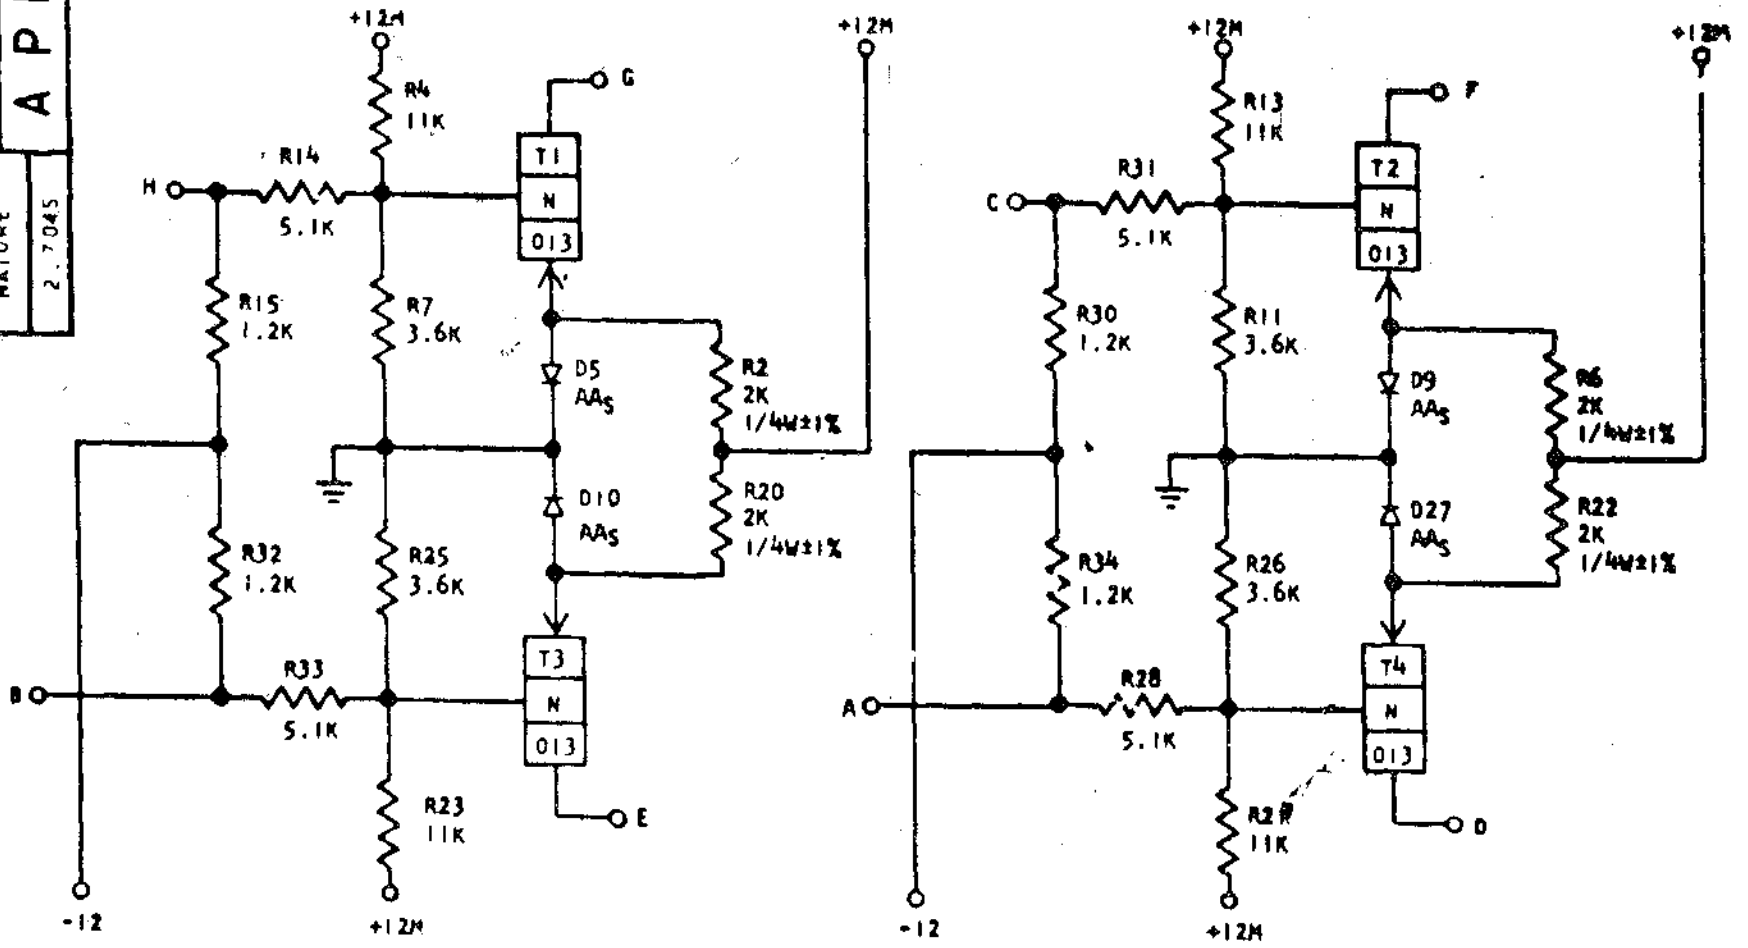 A P
NATURE
2.7045
+12M
R4
11K
G
T1
N
013
H
R14
5.1K
R15
1.2K
R7
3.6K
D5
AAS
R2
2K
1/4W±1%
+12M
D10
AAS
R20
2K
1/4W±1%
R32
1.2K
R25
3.6K
B
R33
5.1K
T3
N
013
E
R23
11K
-12
+12M
+12M
R13
11K
F
T2
N
013
C
R31
5.1K
R30
1.2K
R11
3.6K
D9
AAS
R6
2K
1/4W±1%
+12M
D27
AAS
R22
2K
1/4W±1%
R34
1.2K
R26
3.6K
A
R28
5.1K
T4
N
013
D
11K
-12
+12M